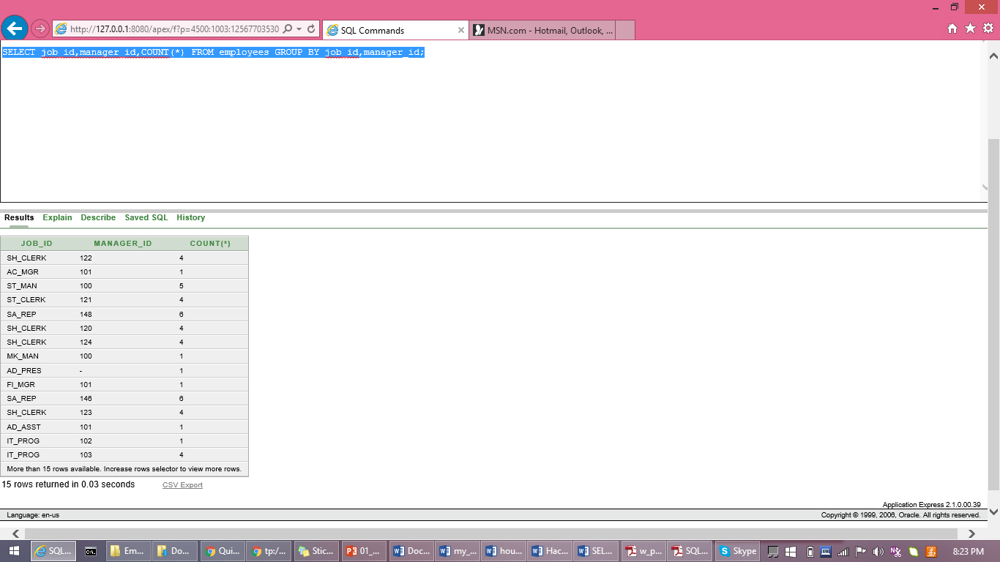 http://127.0.0.1:8080/apex/f?p=4500:1003:12567703530
SQL Commands
MSN.com - Hotmail, Outlook, ...
SELECT job_id,manager_id,COUNT(*) FROM employees GROUP BY job_id,manager_id;
Results Explain Describe Saved SQL History
JOB_ID MANAGER_ID COUNT(*)
SH_CLERK 122 4
AC_MGR 101 1
ST_MAN 100 5
ST_CLERK 121 4
SA_REP 148 6
SH_CLERK 120 4
SH_CLERK 124 4
MK_MAN 100 1
AD_PRES - 1
FI_MGR 101 1
SA_REP 146 6
SH_CLERK 123 4
AD_ASST 101 1
IT_PROG 102 1
IT_PROG 103 4
More than 15 rows available. Increase rows selector to view more rows.
15 rows returned in 0.03 seconds CSV Export
Application Express 2.1.0.00.39
Language: en-us Copyright © 1999, 2006, Oracle. All rights reserved.
SQL... C:\. Em... Do... Qui... tp:/... Stic... 01_... Doc... my_... hou... Hac... SEL... w_p... SQL... Skype 8:23 PM